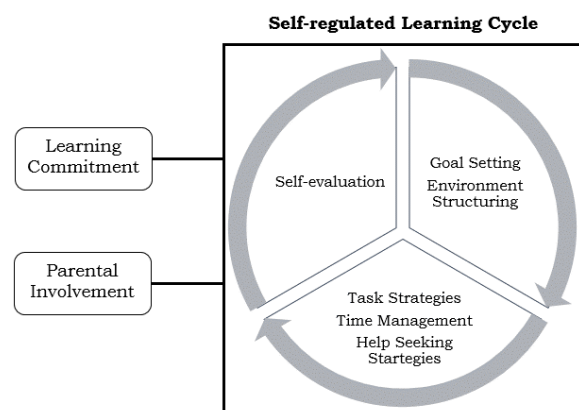 Self-regulated Learning Cycle
Learning
Commitment
Parental
Involvement
Self-evaluation
Goal Setting
Environment
Structuring
Task Strategies
Time Management
Help Seeking
Startegies